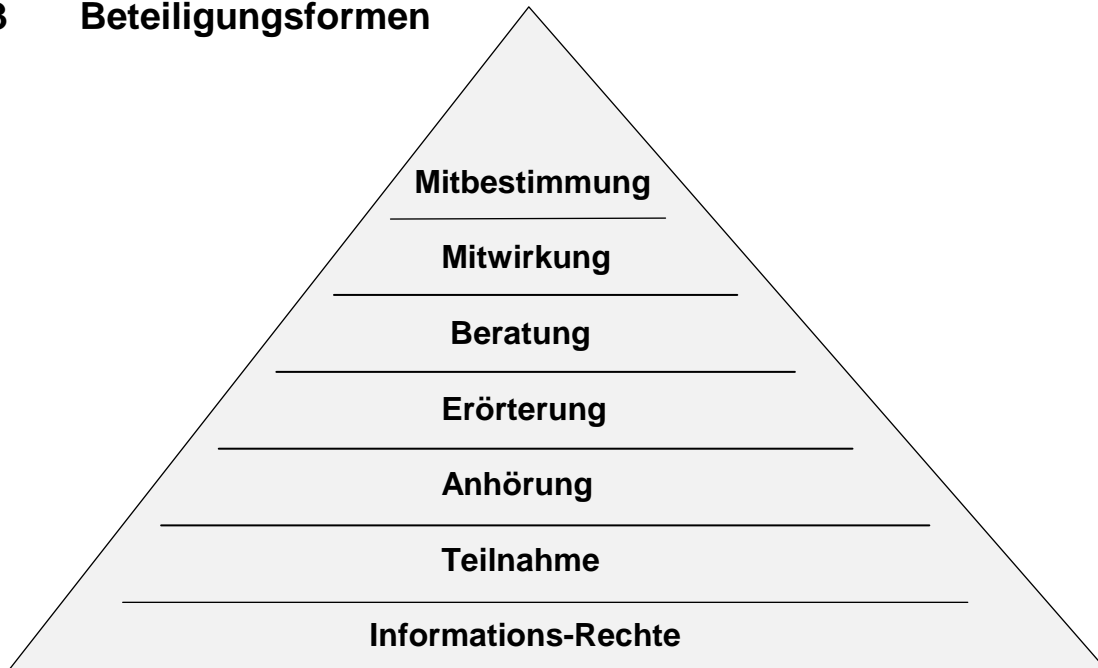 3 Beteiligungsformen
Mitbestimmung
Mitwirkung
Beratung
Erörterung
Anhörung
Teilnahme
Informations-Rechte